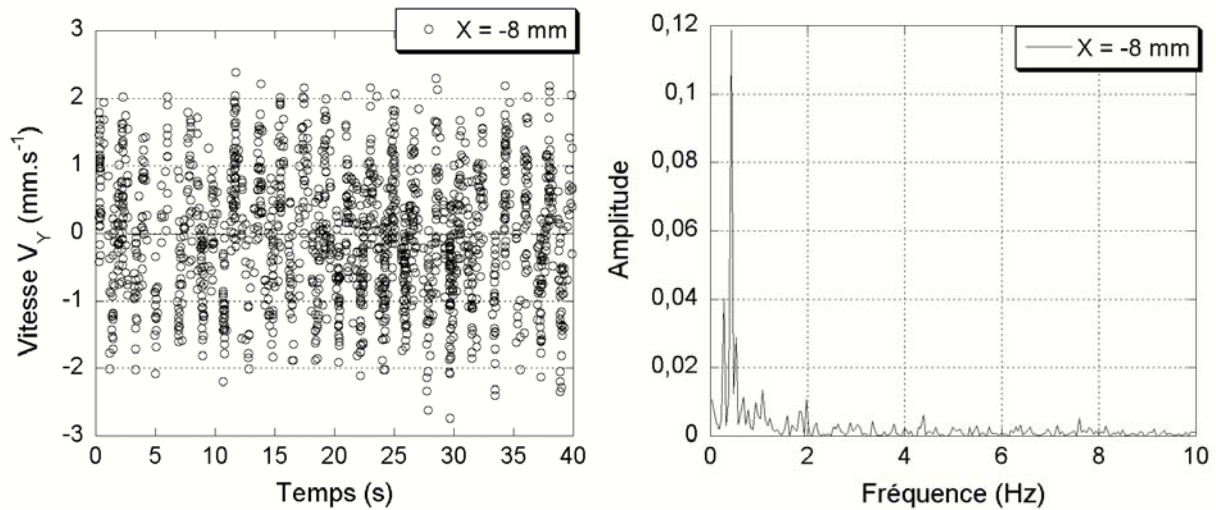 X = -8 mm
3
2
1
0
-1
-2
-3
0 5 10 15 20 25 30 35 40
Vitesse V_Y (mm.s⁻¹)
Temps (s)
X = -8 mm
0,12
0,1
0,08
0,06
0,04
0,02
0
0 2 4 6 8 10
Amplitude
Fréquence (Hz)